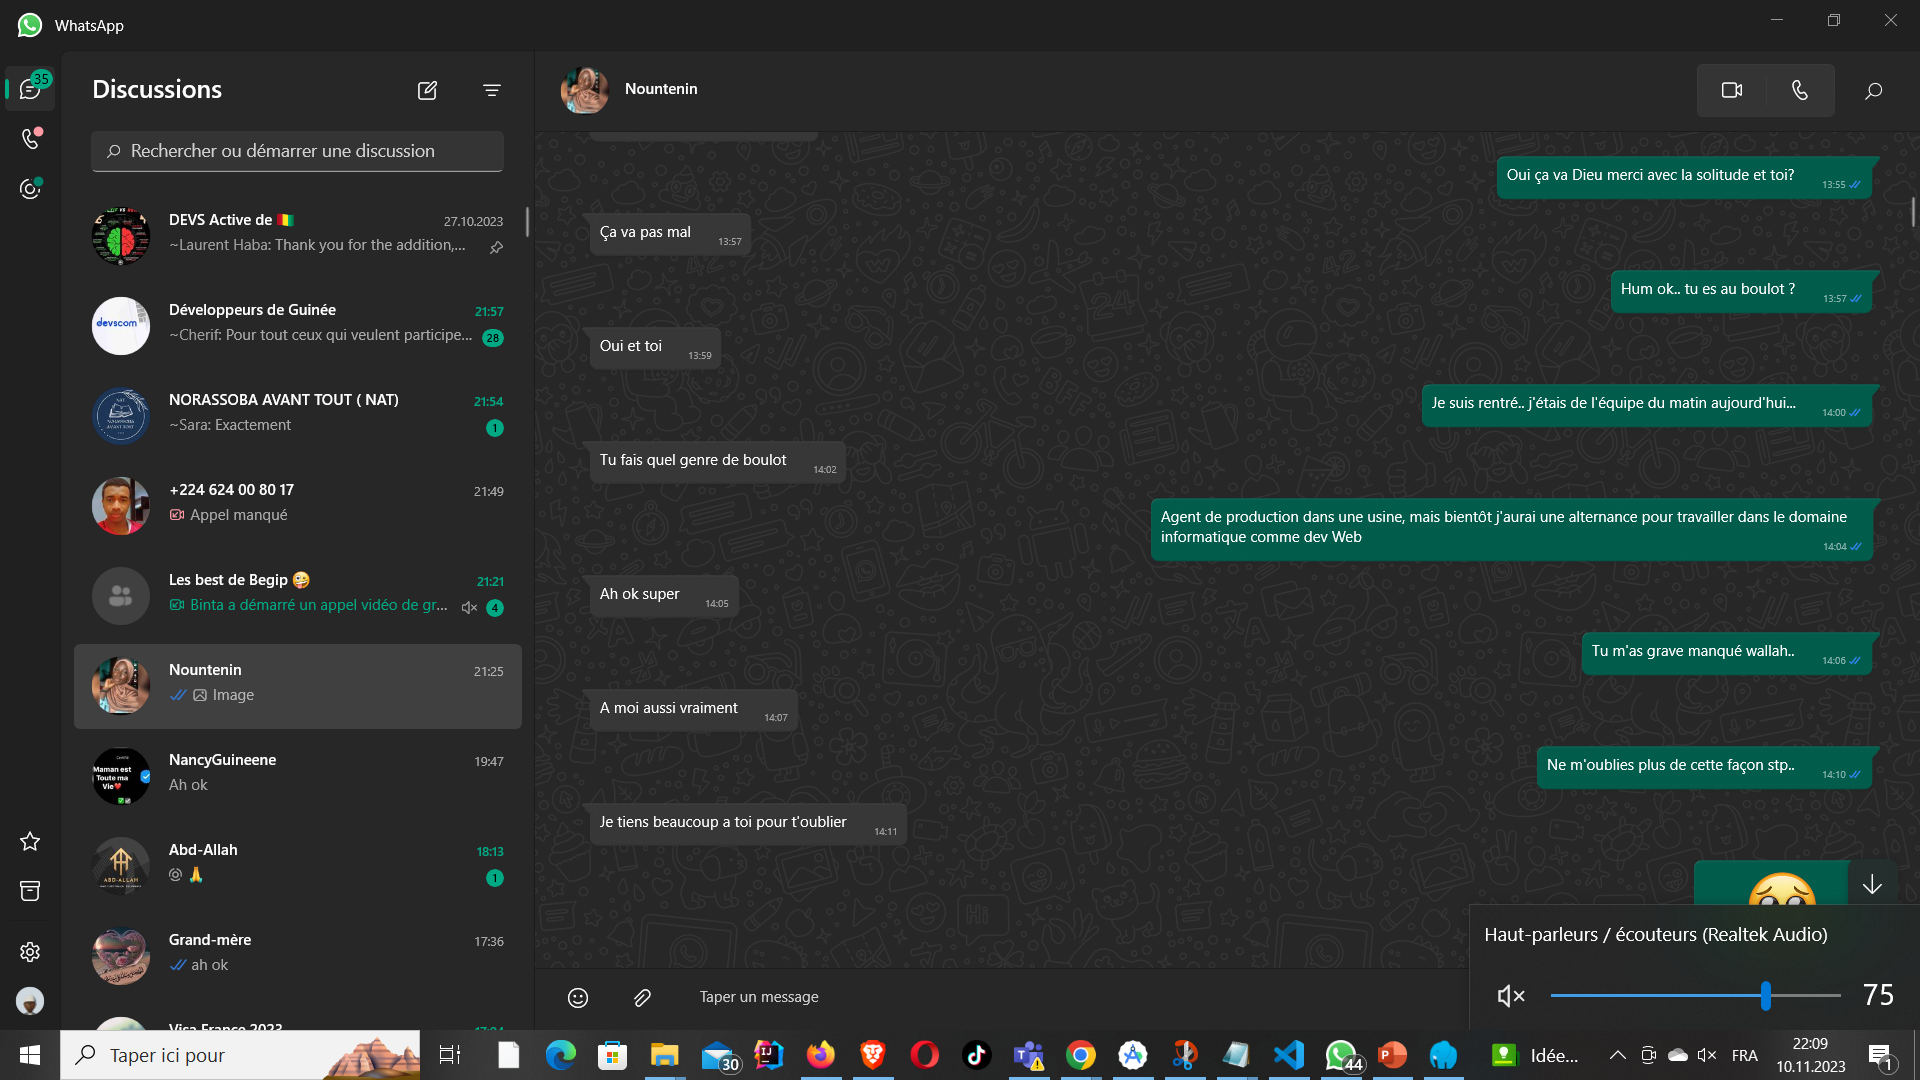 WhatsApp
35
Discussions
Rechercher ou démarrer une discussion
DEVS Active de 🇬🇳
27.10.2023
~Laurent Haba: Thank you for the addition,...
devscom
Développeurs de Guinée
21:57
~Cherif: Pour tout ceux qui veulent participe...
28
NORASSOBA AVANT TOUT ( NAT)
21:54
~Sara: Exactement
1
+224 624 00 80 17
21:49
Appel manqué
Les best de Begip 🤪
21:21
Binta a démarré un appel vidéo de gr...
4
Nountenin
21:25
Image
Maman est
Toute ma
Vie❤️
NancyGuineene
19:47
Ah ok
ABD-ALLAH
Abd-Allah
18:13
🙏
1
Grand-mère
17:36
ah ok
Visa France 2023
17:04
Nountenin
Oui ça va Dieu merci avec la solitude et toi?
13:55
Ça va pas mal
13:57
Hum ok.. tu es au boulot ?
13:57
Oui et toi
13:59
Je suis rentré.. j'étais de l'équipe du matin aujourd'hui...
14:00
Tu fais quel genre de boulot
14:02
Agent de production dans une usine, mais bientôt j'aurai une alternance pour travailler dans le domaine
informatique comme dev Web
14:04
Ah ok super
14:05
Tu m'as grave manqué wallah..
14:06
A moi aussi vraiment
14:07
Ne m'oublies plus de cette façon stp..
14:10
Je tiens beaucoup a toi pour t'oublier
14:11
🥺
Taper un message
Haut-parleurs / écouteurs (Realtek Audio)
75
Taper ici pour
30
44
Idée...
FRA
22:09
10.11.2023
1